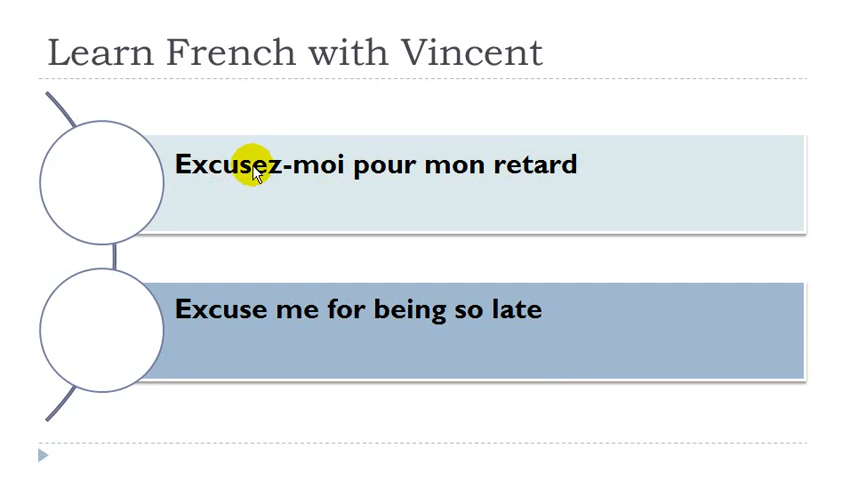 Learn French with Vincent
Excusez-moi pour mon retard
Excuse me for being so late